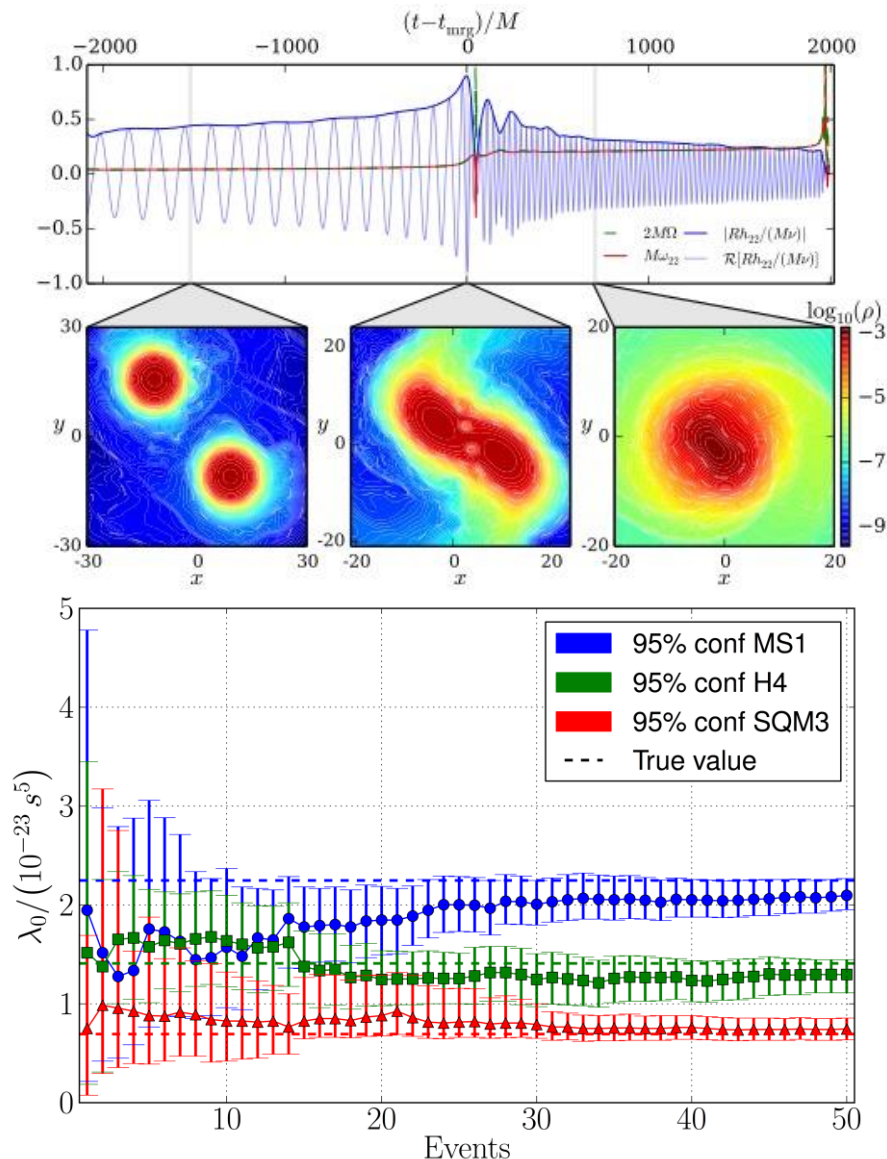 (t−t_mrg)/M
−2000 −1000 0 1000 2000
1.0
0.5
0.0
−0.5
−1.0
2MΩ |Rh₂₂/(Mν)|
Mω₂₂ ℛ[Rh₂₂/(Mν)]
log₁₀(ρ)
30
y 0
-30
-30 0 30
x
20
y 0
-20
-20 0 20
x
20
y 0
-20
-20 0 20
x
−3
−5
−7
−9
5
4
3
2
1
0
λ₀/(10⁻²³ s⁵)
95% conf MS1
95% conf H4
95% conf SQM3
True value
10 20 30 40 50
Events